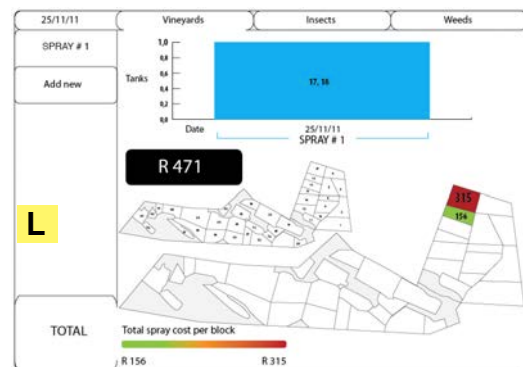 25/11/11
Vineyards
Insects
Weeds
SPRAY # 1
Add new
1,0
0,8
0,6
0,4
0,2
0,0
Tanks
17, 16
Date
25/11/11
SPRAY # 1
R 471
315
L
TOTAL
Total spray cost per block
R 156
R 315